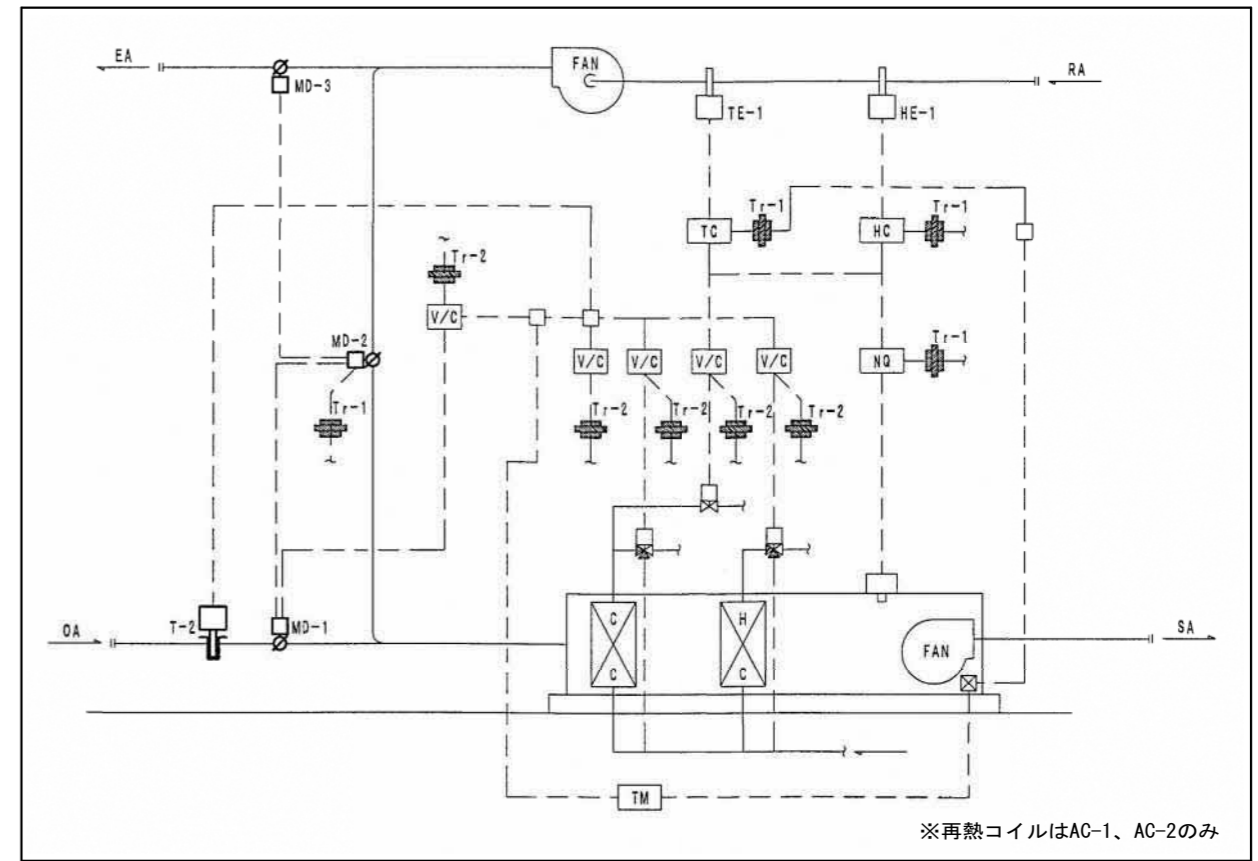 EA
MD-3
FAN
RA
TE-1
HE-1
TC
Tr-1
HC
Tr-1
Tr-2
V/C
MD-2
Tr-1
V/C
V/C
V/C
V/C
NQ
Tr-1
Tr-2
Tr-2
Tr-2
Tr-2
T-2
OA
MD-1
C
C
H
C
FAN
SA
TM
※再熱コイルはAC-1、AC-2のみ